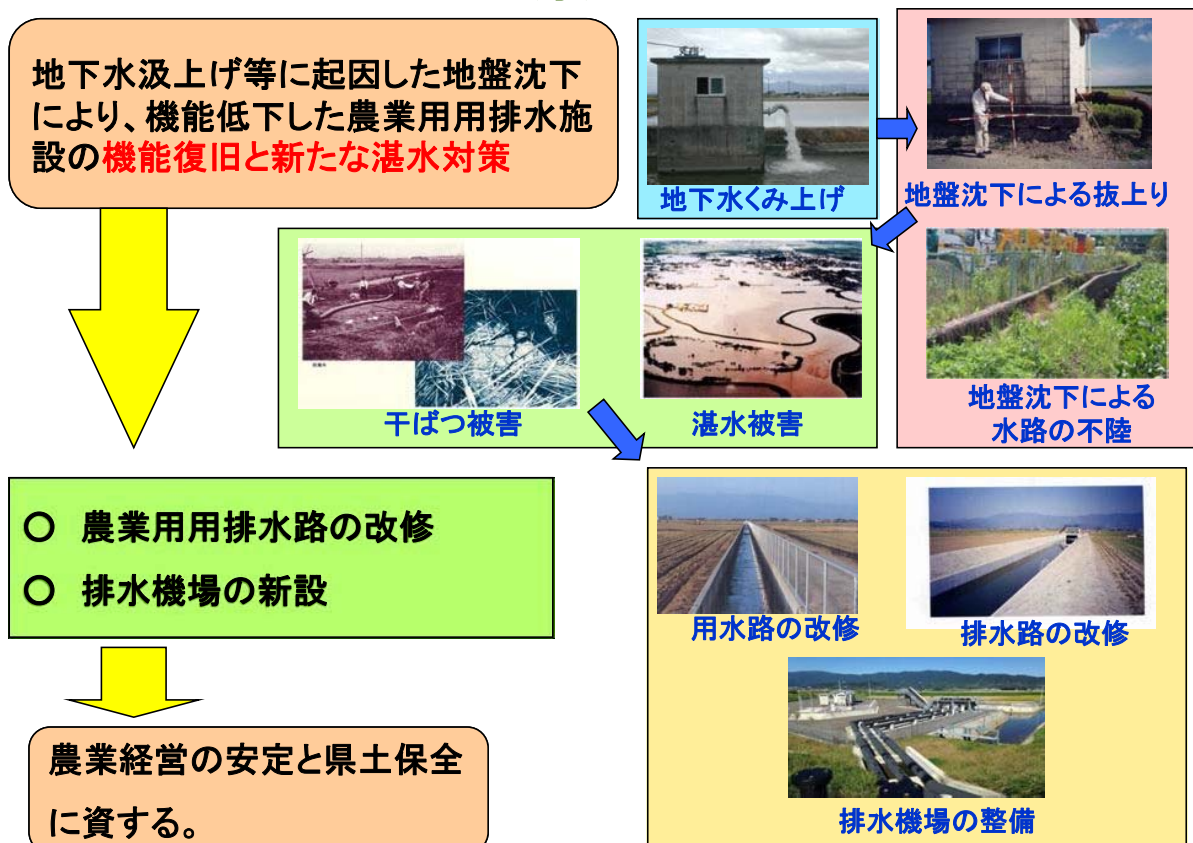 地下水汲上げ等に起因した地盤沈下
により、機能低下した農業用用排水施
設の機能復旧と新たな湛水対策
地下水くみ上げ
地盤沈下による抜上り
地盤沈下による
水路の不陸
干ばつ被害
湛水被害
○ 農業用用排水路の改修
○ 排水機場の新設
用水路の改修
排水路の改修
排水機場の整備
農業経営の安定と県土保全
に資する。